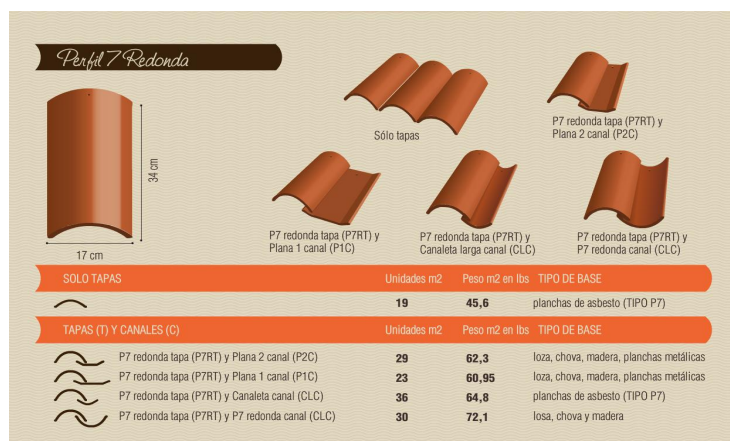 Perfil 7 Redonda
34 cm
17 cm
Sólo tapas
P7 redonda tapa (P7RT) y
Plana 2 canal (P2C)
P7 redonda tapa (P7RT) y
Plana 1 canal (P1C)
P7 redonda tapa (P7RT) y
Canaleta larga canal (CLC)
P7 redonda tapa (P7RT) y
P7 redonda canal (CLC)
SOLO TAPAS Unidades m2 Peso m2 en lbs TIPO DE BASE
19 45,6 planchas de asbesto (TIPO P7)
TAPAS (T) Y CANALES (C) Unidades m2 Peso m2 en lbs TIPO DE BASE
P7 redonda tapa (P7RT) y Plana 2 canal (P2C) 29 62,3 loza, chova, madera, planchas metálicas
P7 redonda tapa (P7RT) y Plana 1 canal (P1C) 23 60,95 loza, chova, madera, planchas metálicas
P7 redonda tapa (P7RT) y Canaleta canal (CLC) 36 64,8 planchas de asbesto (TIPO P7)
P7 redonda tapa (P7RT) y P7 redonda canal (CLC) 30 72,1 losa, chova y madera